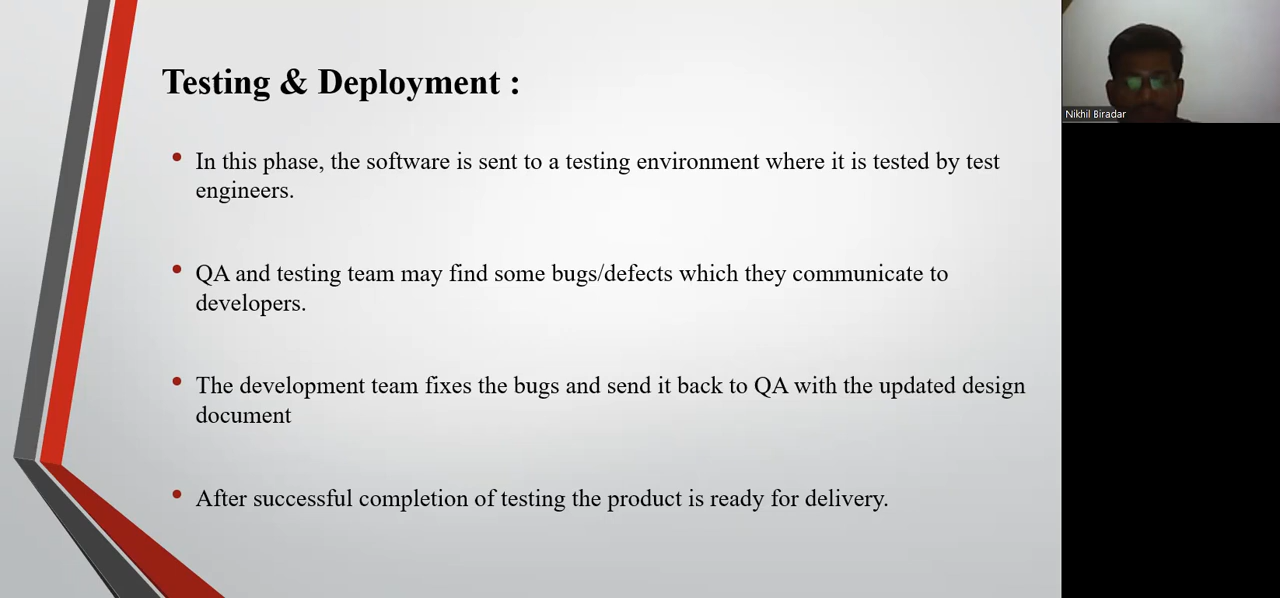 Testing & Deployment :
• In this phase, the software is sent to a testing environment where it is tested by test
engineers.
• QA and testing team may find some bugs/defects which they communicate to
developers.
• The development team fixes the bugs and send it back to QA with the updated design
document
• After successful completion of testing the product is ready for delivery.
Nikhil Biradar